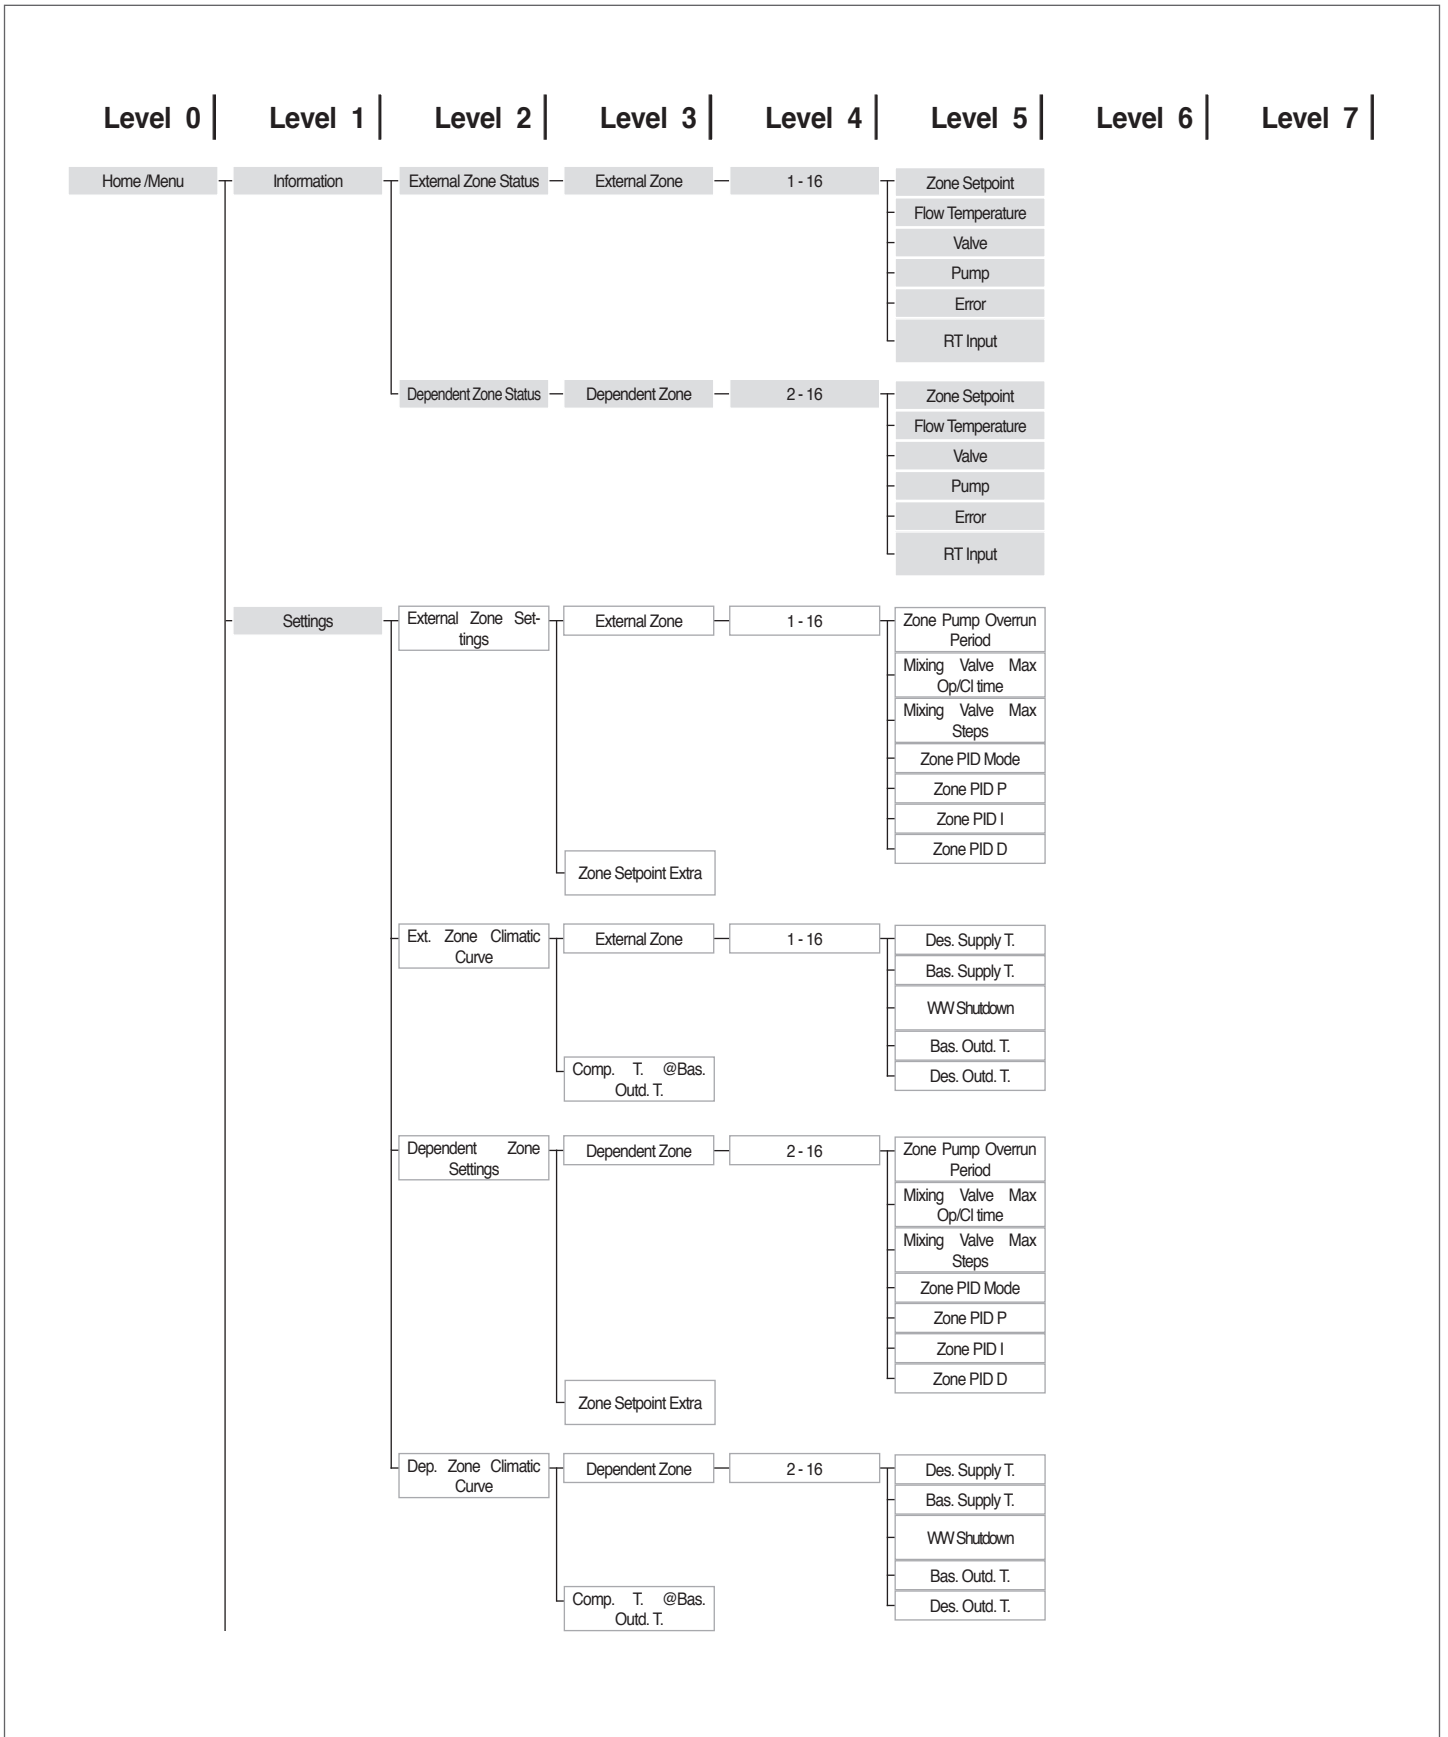 Level 0 Level 1 Level 2 Level 3 Level 4 Level 5 Level 6 Level 7
Home /Menu Information External Zone Status External Zone 1 - 16 Zone Setpoint
Flow Temperature
Valve
Pump
Error
RT Input
Dependent Zone Status Dependent Zone 2 - 16 Zone Setpoint
Flow Temperature
Valve
Pump
Error
RT Input
Settings External Zone Set-
tings External Zone 1 - 16 Zone Pump Overrun
Period
Mixing Valve Max
Op/Cl time
Mixing Valve Max
Steps
Zone PID Mode
Zone PID P
Zone PID I
Zone PID D
Zone Setpoint Extra
Ext. Zone Climatic
Curve External Zone 1 - 16 Des. Supply T.
Bas. Supply T.
WW Shutdown
Bas. Outd. T.
Des. Outd. T.
Comp. T. @Bas.
Outd. T.
Dependent Zone
Settings Dependent Zone 2 - 16 Zone Pump Overrun
Period
Mixing Valve Max
Op/Cl time
Mixing Valve Max
Steps
Zone PID Mode
Zone PID P
Zone PID I
Zone PID D
Zone Setpoint Extra
Dep. Zone Climatic
Curve Dependent Zone 2 - 16 Des. Supply T.
Bas. Supply T.
WW Shutdown
Bas. Outd. T.
Des. Outd. T.
Comp. T. @Bas.
Outd. T.